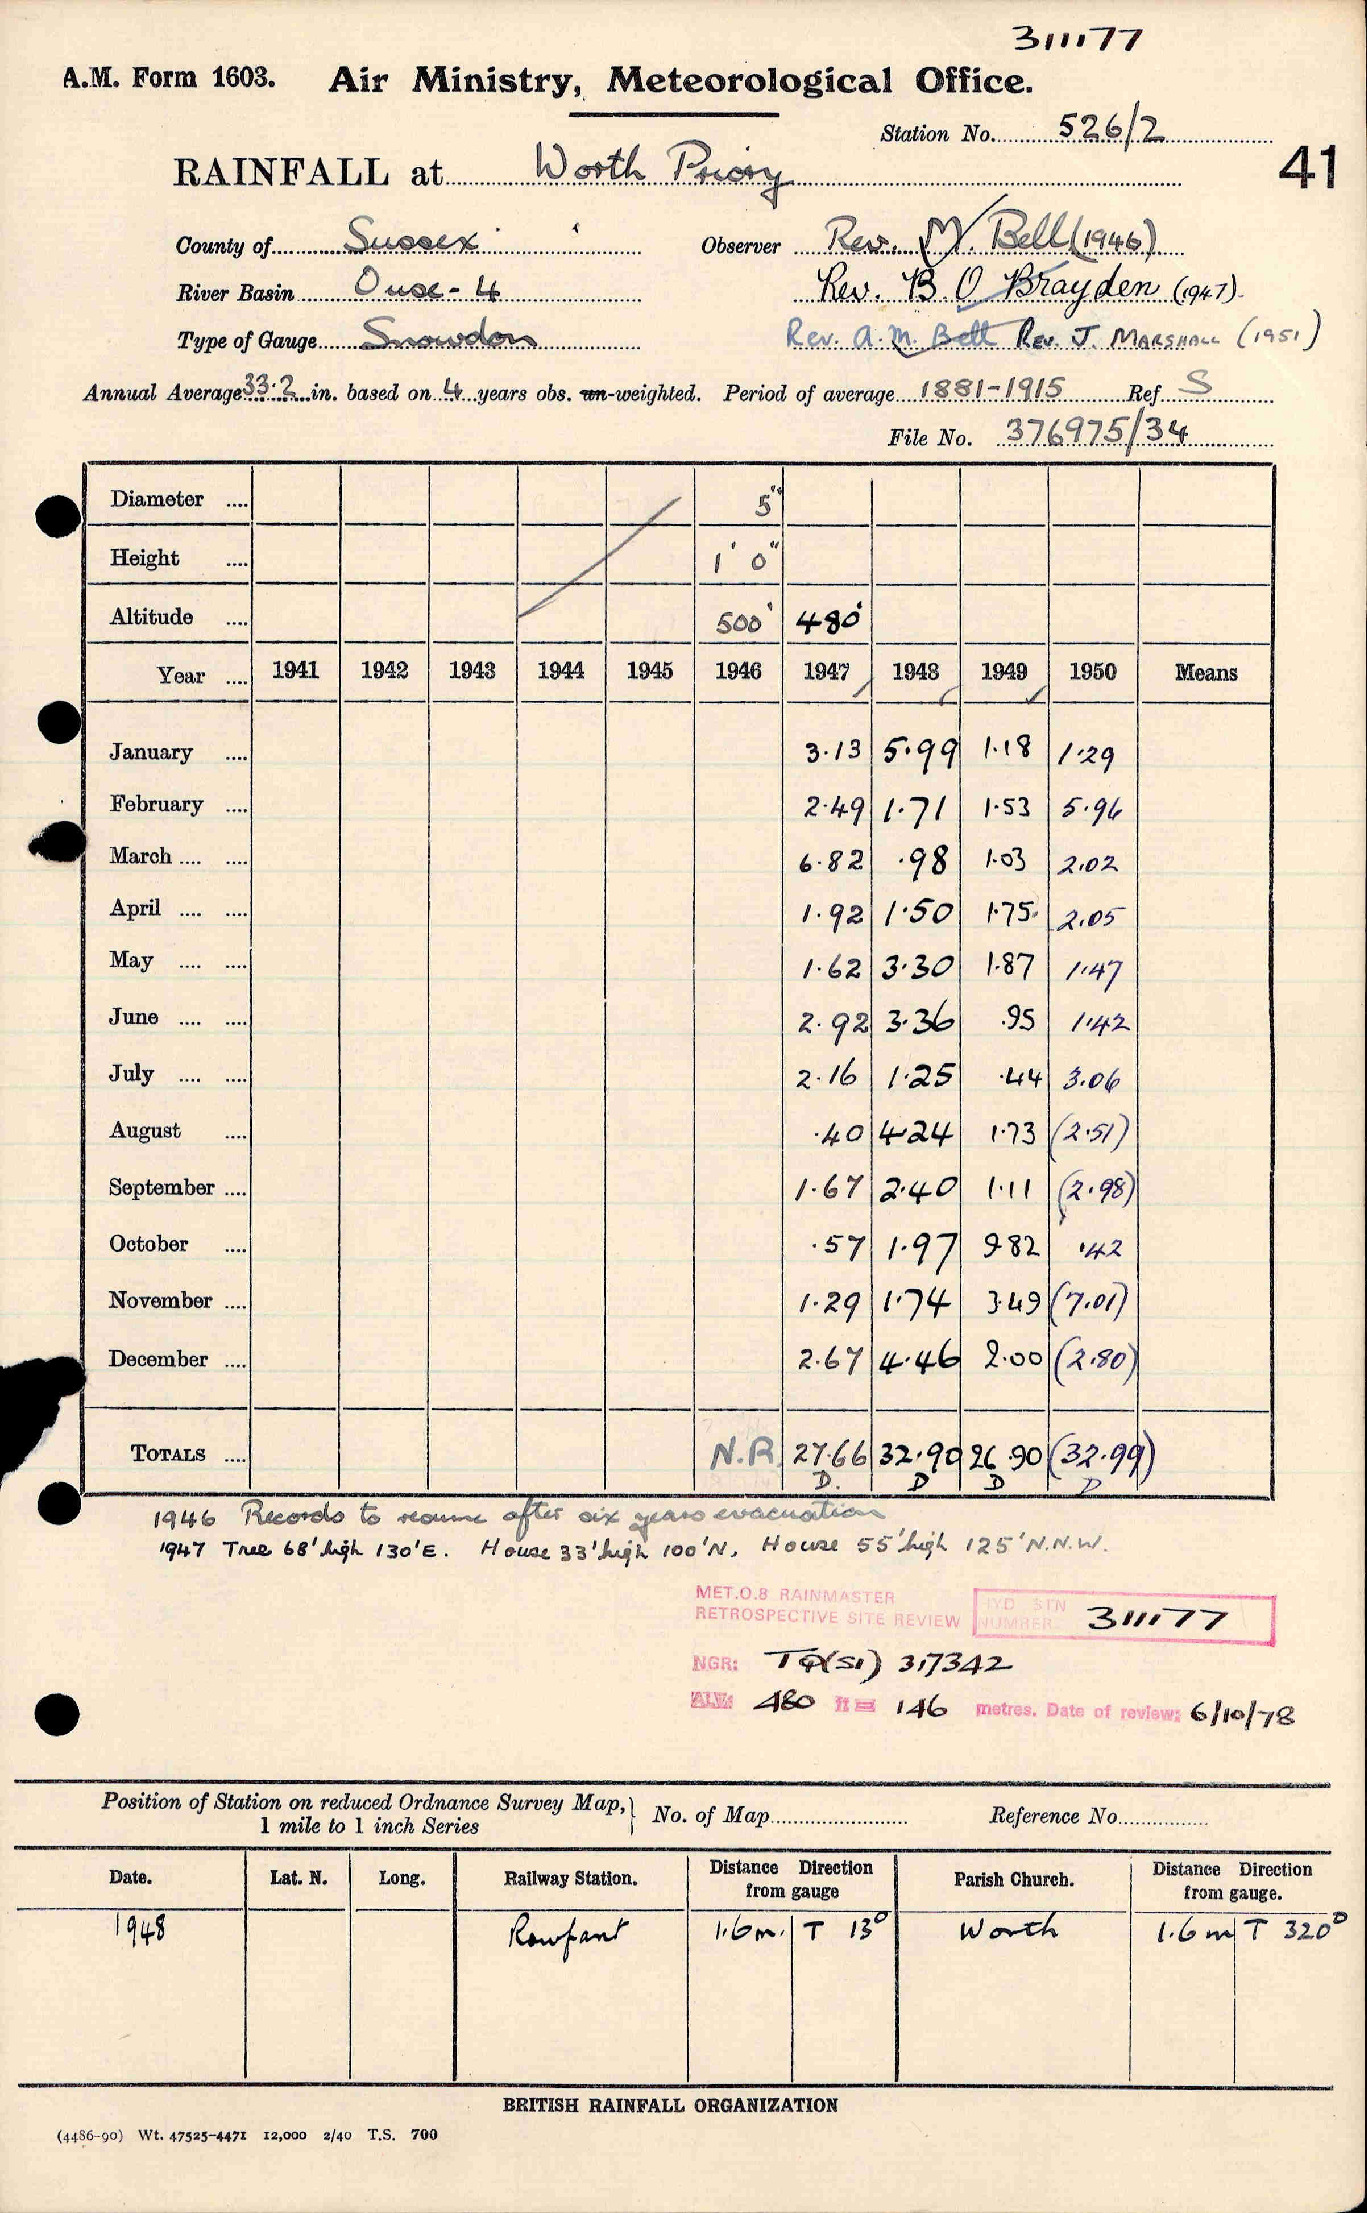 311177
A.M. Form 1603. Air Ministry, Meteorological Office.
Station No. 526/2
RAINFALL at Worth Priory
41
County of Sussex Observer Rev. M. Bell (1946)
River Basin Ouse-4 Rev. B. O Brayden (1947)
Type of Gauge Snowdon Rev. A. M. Bell Rev. J. MARSHALL (1951)
Annual Average 33.2 in. based on 4 years obs. un-weighted. Period of average 1881-1915 Ref S
File No. 376975/34
Diameter .... 5"
Height .... 1' 0"
Altitude .... 500' 480'
Year .... 1941 1942 1943 1944 1945 1946 1947 1948 1949 1950 Means
January .... 3.13 5.99 1.18 1.29
February .... 2.49 1.71 1.53 5.96
March .... .... 6.82 .98 1.03 2.02
April .... .... 1.92 1.50 1.75 2.05
May .... .... 1.62 3.30 1.87 1.47
June .... .... 2.92 3.36 .95 1.42
July .... .... 2.16 1.25 .44 3.06
August .... .40 4.24 1.73 (2.51)
September .... 1.67 2.40 1.11 (2.98)
October .... .57 1.97 9.82 .42
November .... 1.29 1.74 3.49 (7.01)
December .... 2.67 4.46 2.00 (2.80)
TOTALS .... N.R. 27.66 32.90 26.90 (32.99)
D. D D D
1946 Records to resume after six years evacuation
1947 Tree 68' high 130'E. House 33' high 100'N, House 55' high 125'N.N.W.
MET.O.8 RAINMASTER
RETROSPECTIVE SITE REVIEW HYD STN NUMBER 311177
NGR: TQ(51) 317342
ALT: 480 ft = 146 metres. Date of review: 6/10/78
Position of Station on reduced Ordnance Survey Map, 1 mile to 1 inch Series No. of Map Reference No.
Date. Lat. N. Long. Railway Station. Distance Direction from gauge Parish Church. Distance Direction from gauge.
1948 Rowfant 1.6m. T 13° Worth 1.6m T 320°
BRITISH RAINFALL ORGANIZATION
(4486-90) Wt. 47525-4471 12,000 2/40 T.S. 700